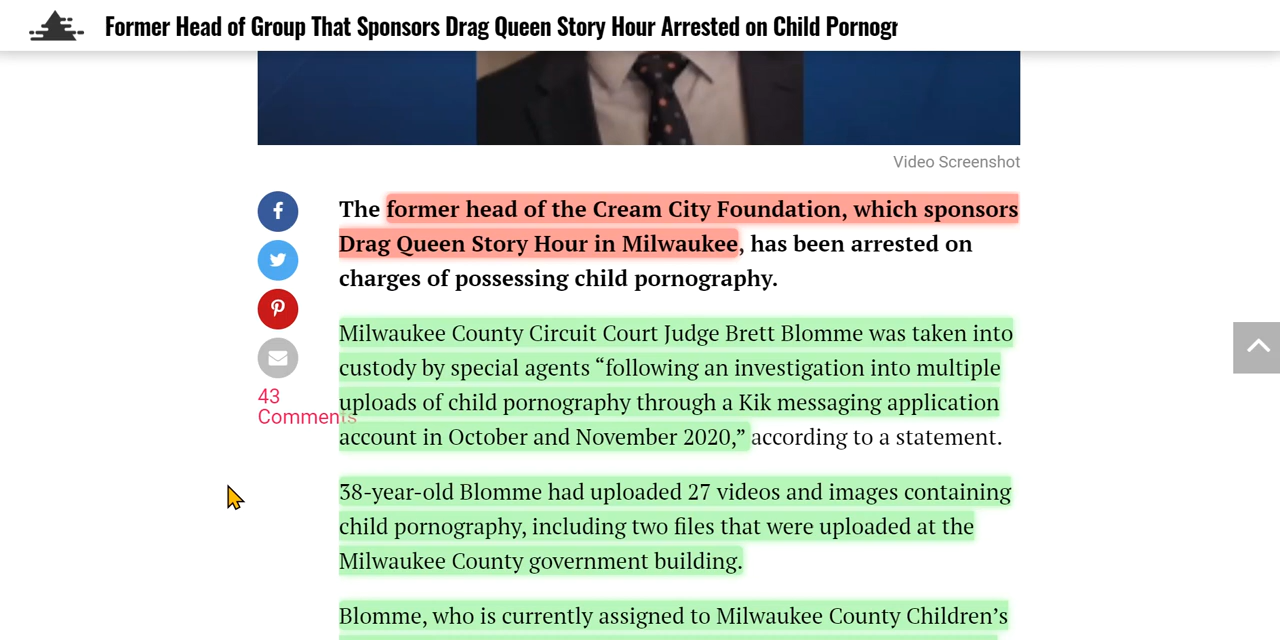 Former Head of Group That Sponsors Drag Queen Story Hour Arrested on Child Pornogr
Video Screenshot
The former head of the Cream City Foundation, which sponsors
Drag Queen Story Hour in Milwaukee, has been arrested on
charges of possessing child pornography.
43
Comments
Milwaukee County Circuit Court Judge Brett Blomme was taken into
custody by special agents “following an investigation into multiple
uploads of child pornography through a Kik messaging application
account in October and November 2020,” according to a statement.
38-year-old Blomme had uploaded 27 videos and images containing
child pornography, including two files that were uploaded at the
Milwaukee County government building.
Blomme, who is currently assigned to Milwaukee County Children’s